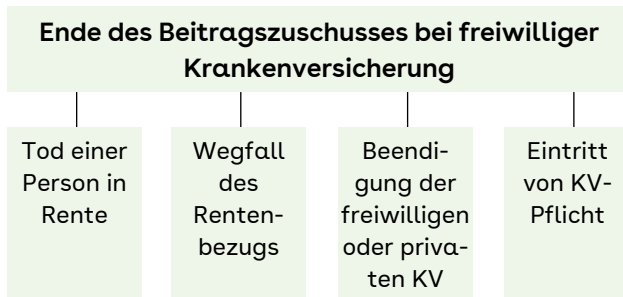 Ende des Beitragszuschusses bei freiwilliger
Krankenversicherung
Tod einer
Person in
Rente
Wegfall
des
Renten-
bezugs
Beendi-
gung der
freiwilligen
oder priva-
ten KV
Eintritt
von KV-
Pflicht